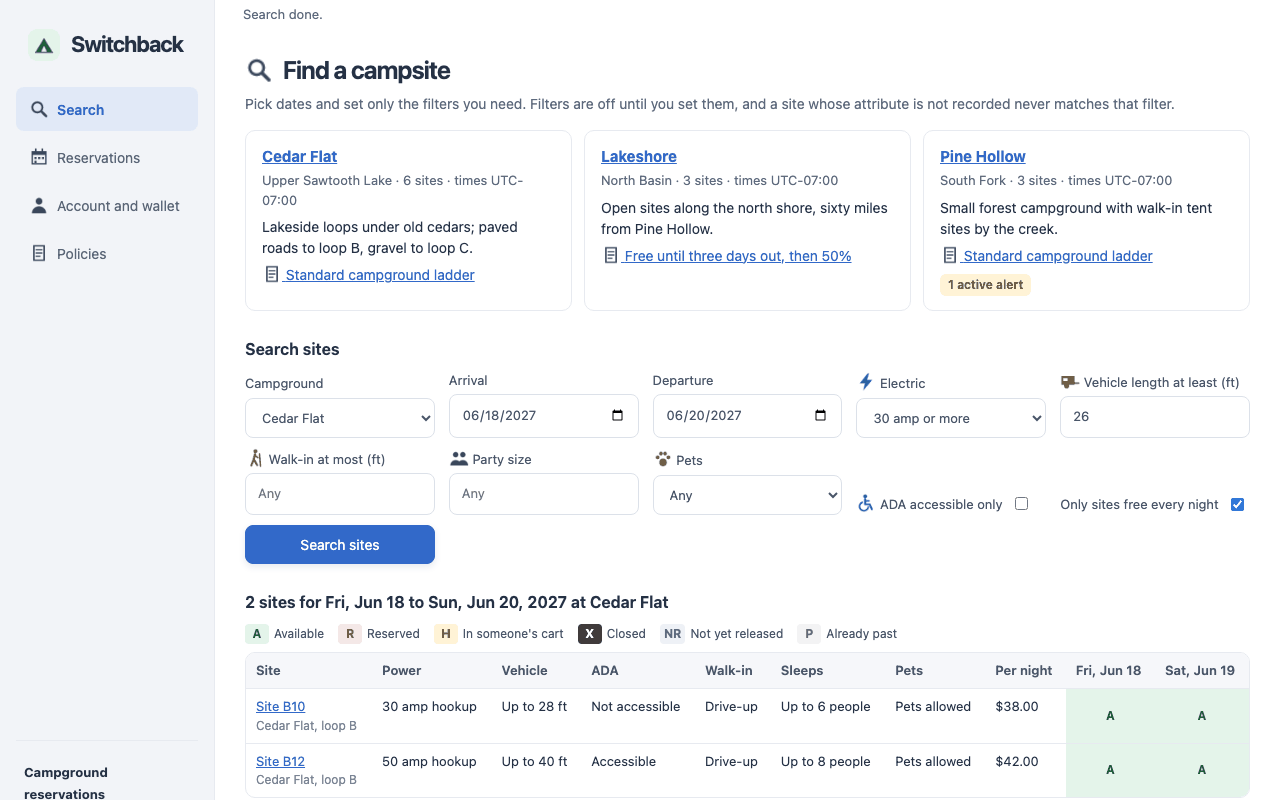 Search done.
Switchback
Search
Reservations
Account and wallet
Policies
Campground
reservations
Find a campsite
Pick dates and set only the filters you need. Filters are off until you set them, and a site whose attribute is not recorded never matches that filter.
Cedar Flat
Upper Sawtooth Lake · 6 sites · times UTC-
07:00
Lakeside loops under old cedars; paved
roads to loop B, gravel to loop C.
Standard campground ladder
Lakeshore
North Basin · 3 sites · times UTC-07:00
Open sites along the north shore, sixty miles
from Pine Hollow.
Free until three days out, then 50%
Pine Hollow
South Fork · 3 sites · times UTC-07:00
Small forest campground with walk-in tent
sites by the creek.
Standard campground ladder
1 active alert
Search sites
Campground
Cedar Flat
Arrival
06/18/2027
Departure
06/20/2027
Electric
30 amp or more
Vehicle length at least (ft)
26
Walk-in at most (ft)
Any
Party size
Any
Pets
Any
ADA accessible only
Only sites free every night
Search sites
2 sites for Fri, Jun 18 to Sun, Jun 20, 2027 at Cedar Flat
A Available R Reserved H In someone's cart X Closed NR Not yet released P Already past
Site Power Vehicle ADA Walk-in Sleeps Pets Per night Fri, Jun 18 Sat, Jun 19
Site B10 30 amp hookup Up to 28 ft Not accessible Drive-up Up to 6 people Pets allowed $38.00 A A
Cedar Flat, loop B
Site B12 50 amp hookup Up to 40 ft Accessible Drive-up Up to 8 people Pets allowed $42.00 A A
Cedar Flat, loop B